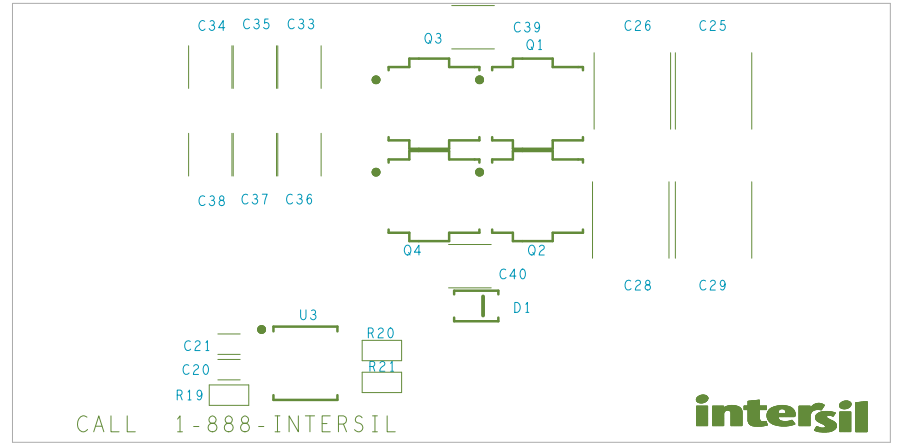 C34 C35 C33 C39 C26 C25
Q3 Q1
C38 C37 C36
Q4 Q2
C40
C28 C29
U3 D1
R20
C21
R21
C20
R19
CALL 1-888-INTERSIL
intersil